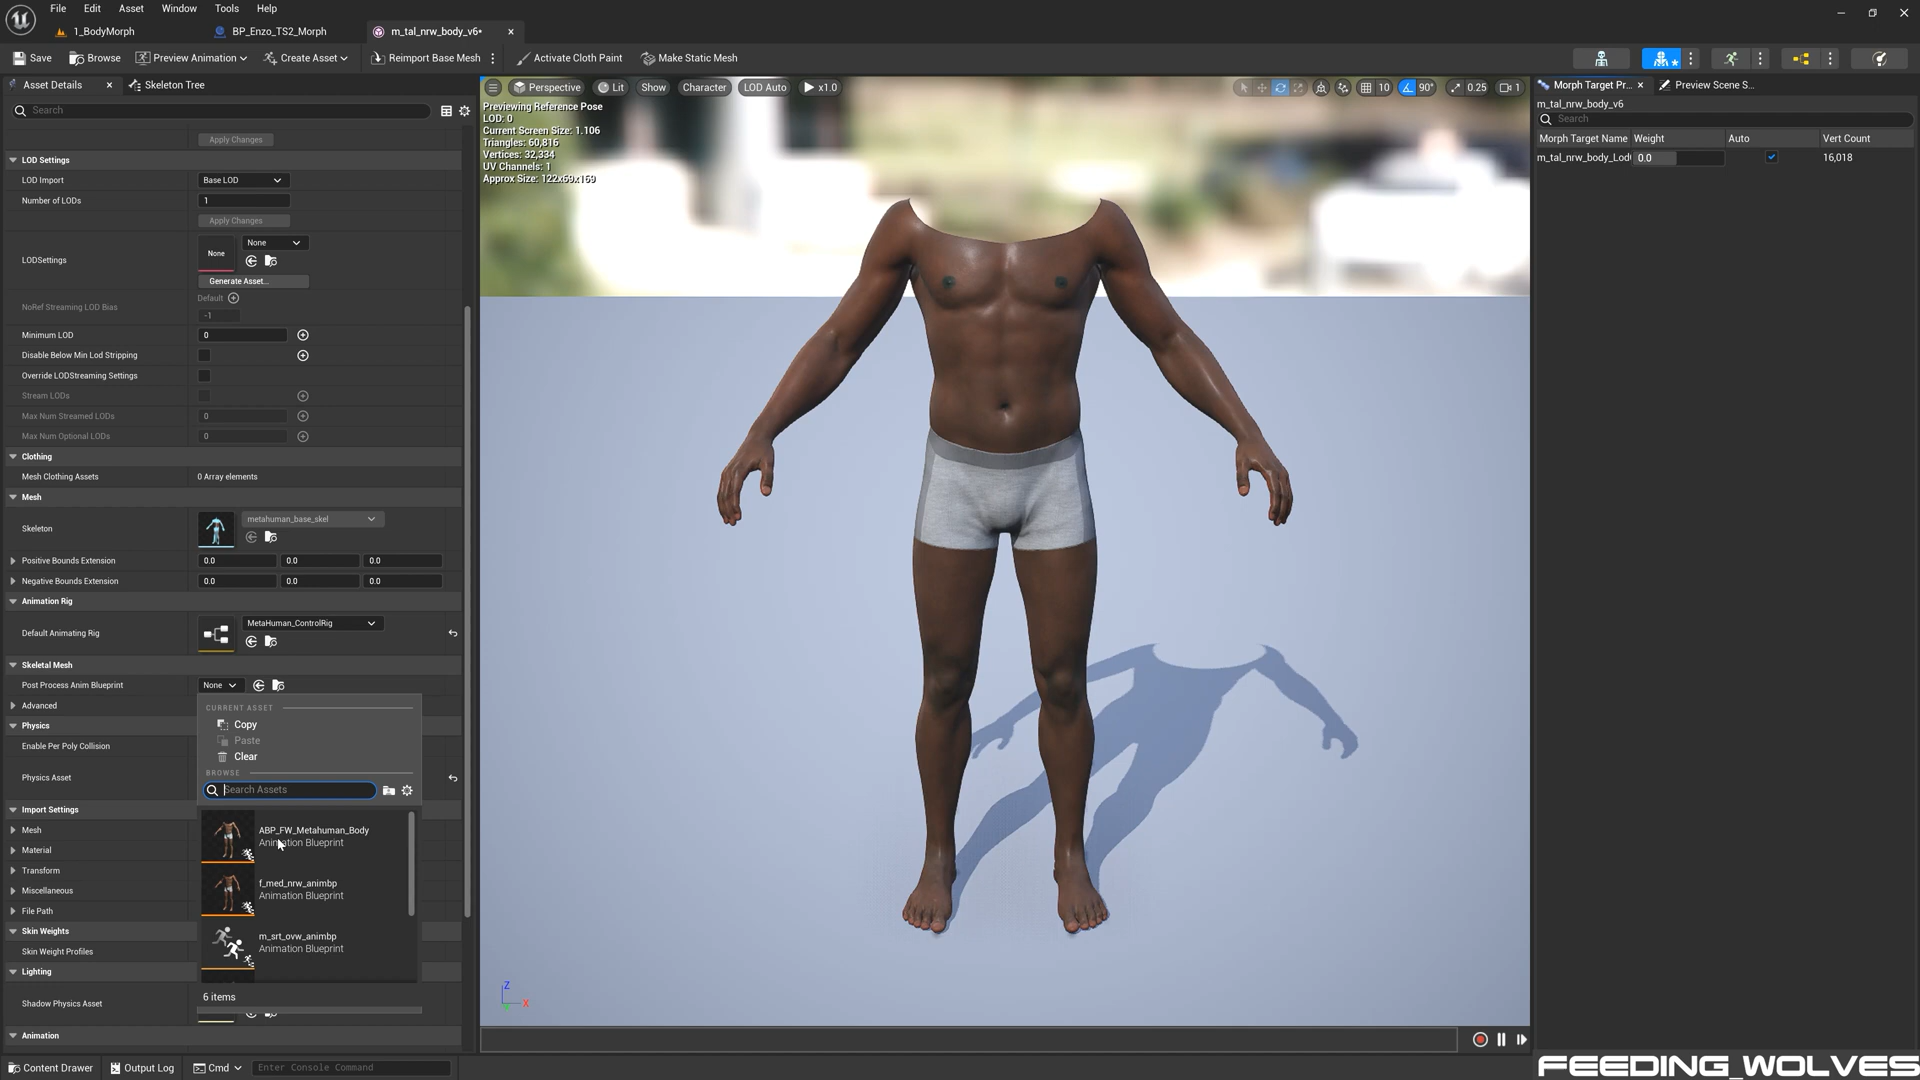 File Edit Asset Window Tools Help
1_BodyMorph BP_Enzo_TS2_Morph m_tal_nrw_body_v6*
Save Browse Preview Animation Create Asset Reimport Base Mesh Activate Cloth Paint Make Static Mesh
Asset Details Skeleton Tree
Search
Apply Changes
LOD Settings
LOD Import Base LOD
Number of LODs 1
Apply Changes
LODSettings None None
Generate Asset...
NoRef Streaming LOD Bias Default
-1
Minimum LOD 0
Disable Below Min Lod Stripping
Override LODStreaming Settings
Stream LODs
Max Num Streamed LODs 0
Max Num Optional LODs 0
Clothing
Mesh Clothing Assets 0 Array elements
Mesh
Skeleton metahuman_base_skel
Positive Bounds Extension 0.0 0.0 0.0
Negative Bounds Extension 0.0 0.0 0.0
Animation Rig
Default Animating Rig MetaHuman_ControlRig
Skeletal Mesh
Post Process Anim Blueprint None
Advanced
Physics
Enable Per Poly Collision
Physics Asset
Import Settings
Mesh
Material
Transform
Miscellaneous
File Path
Skin Weights
Skin Weight Profiles
Lighting
Shadow Physics Asset
Animation
CURRENT ASSET
Copy
Paste
Clear
BROWSE
Search Assets
ABP_FW_Metahuman_Body
Animation Blueprint
f_med_nrw_animbp
Animation Blueprint
m_srt_ovw_animbp
Animation Blueprint
6 items
Perspective Lit Show Character LOD Auto x1.0 10 90° 0.25 1
Previewing Reference Pose
LOD: 0
Current Screen Size: 1.106
Triangles: 60,816
Vertices: 32,334
UV Channels: 1
Approx Size: 122x69x169
Z
X
Morph Target Pr... Preview Scene S...
m_tal_nrw_body_v6
Search
Morph Target Name Weight Auto Vert Count
m_tal_nrw_body_Lod 0.0 16,018
Content Drawer Output Log Cmd Enter Console Command
FEEDING_WOLVES